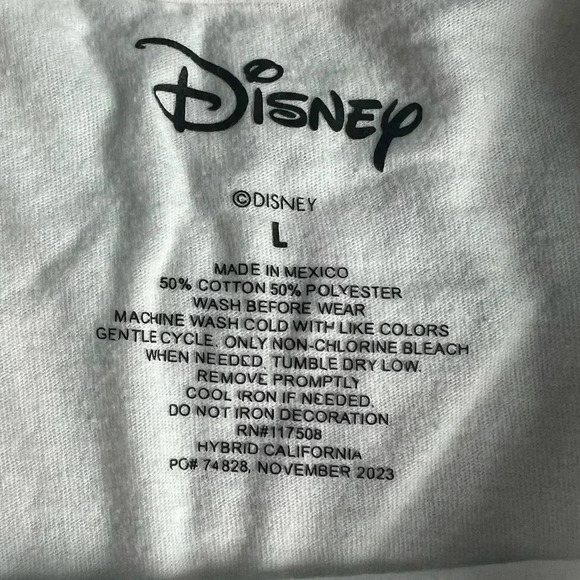 Disney
©DISNEY
L
MADE IN MEXICO
50% COTTON 50% POLYESTER
WASH BEFORE WEAR
MACHINE WASH COLD WITH LIKE COLORS
GENTLE CYCLE. ONLY NON-CHLORINE BLEACH
WHEN NEEDED. TUMBLE DRY LOW.
REMOVE PROMPTLY
COOL IRON IF NEEDED.
DO NOT IRON DECORATION
RN#117508
HYBRID CALIFORNIA
PO# 74828, NOVEMBER 2023